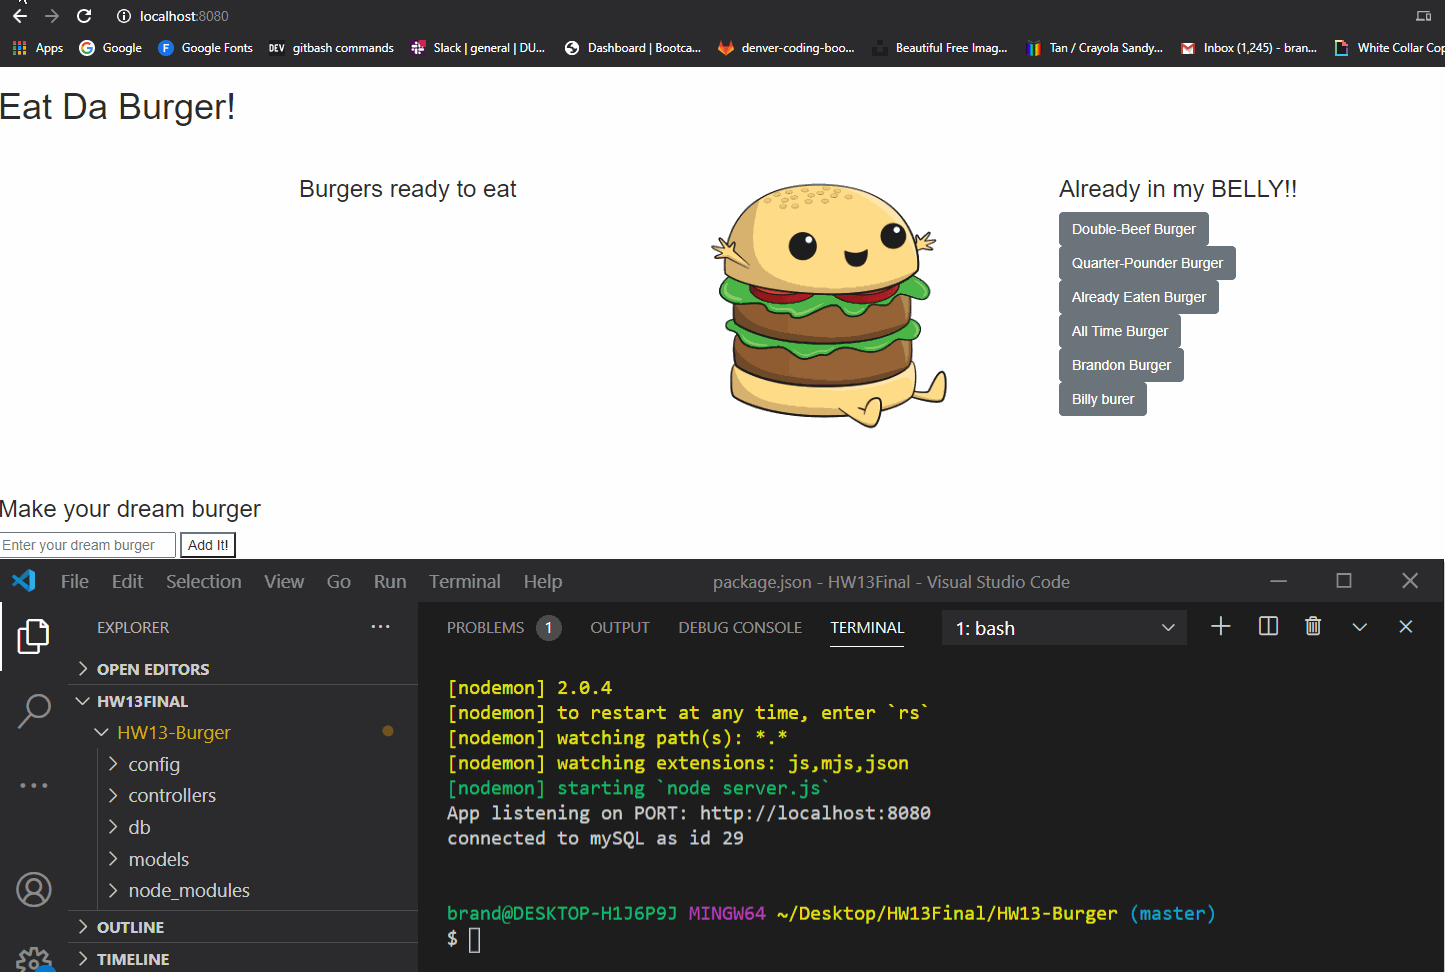 localhost:8080
Apps Google Google Fonts DEV gitbash commands Slack | general | DU... Dashboard | Bootca... denver-coding-boo... Beautiful Free Imag... Tan / Crayola Sandy... Inbox (1,245) - bran... White Collar Cop
Eat Da Burger!
Burgers ready to eat
Already in my BELLY!!
Double-Beef Burger
Quarter-Pounder Burger
Already Eaten Burger
All Time Burger
Brandon Burger
Billy burer
Make your dream burger
Enter your dream burger Add It!
File Edit Selection View Go Run Terminal Help package.json - HW13Final - Visual Studio Code
EXPLORER ...
OPEN EDITORS
HW13FINAL
HW13-Burger
config
controllers
db
models
node_modules
OUTLINE
TIMELINE
PROBLEMS 1 OUTPUT DEBUG CONSOLE TERMINAL 1: bash
[nodemon] 2.0.4
[nodemon] to restart at any time, enter `rs`
[nodemon] watching path(s): *.*
[nodemon] watching extensions: js,mjs,json
[nodemon] starting `node server.js`
App listening on PORT: http://localhost:8080
connected to mySQL as id 29
brand@DESKTOP-H1J6P9J MINGW64 ~/Desktop/HW13Final/HW13-Burger (master)
$